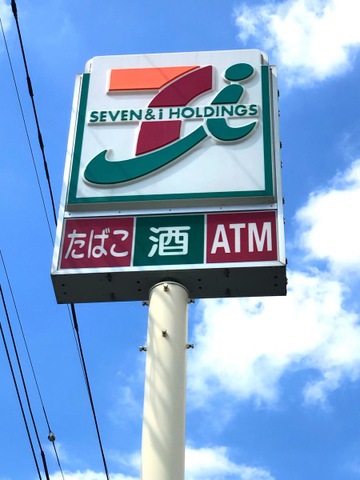 SEVEN & i HOLDINGS
たばこ 酒 ATM